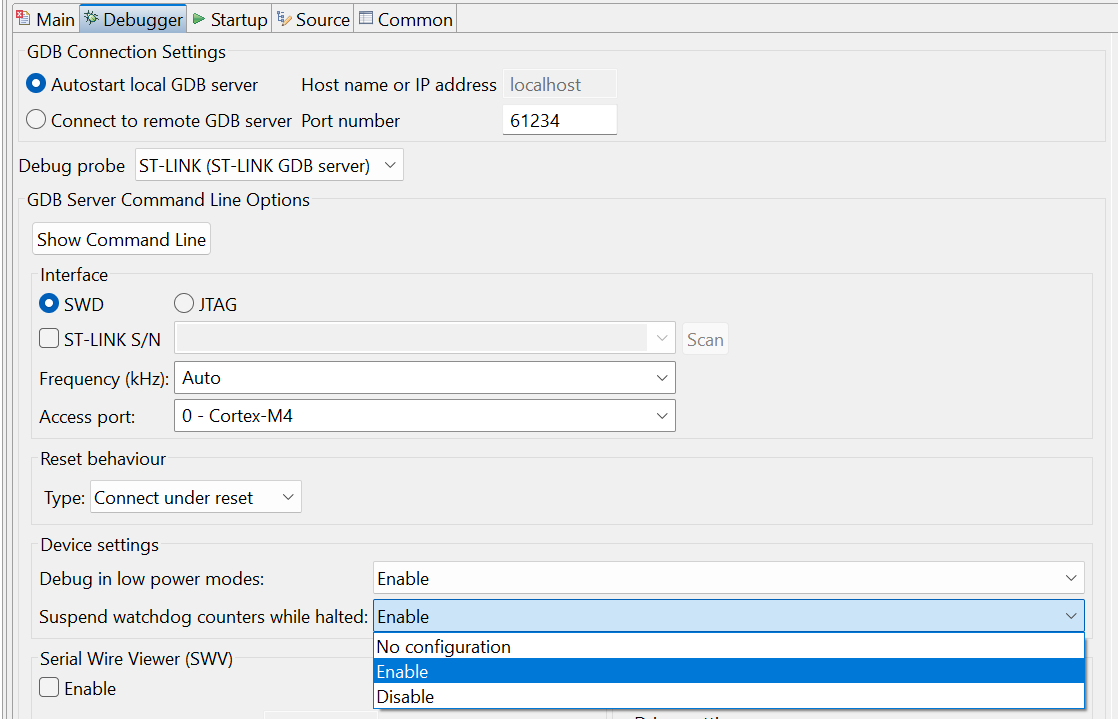 Main Debugger Startup Source Common
GDB Connection Settings
Autostart local GDB server Host name or IP address localhost
Connect to remote GDB server Port number 61234
Debug probe ST-LINK (ST-LINK GDB server)
GDB Server Command Line Options
Show Command Line
Interface
SWD JTAG
ST-LINK S/N Scan
Frequency (kHz): Auto
Access port: 0 - Cortex-M4
Reset behaviour
Type: Connect under reset
Device settings
Debug in low power modes: Enable
Suspend watchdog counters while halted: Enable
No configuration
Serial Wire Viewer (SWV)
Enable
Enable
Disable